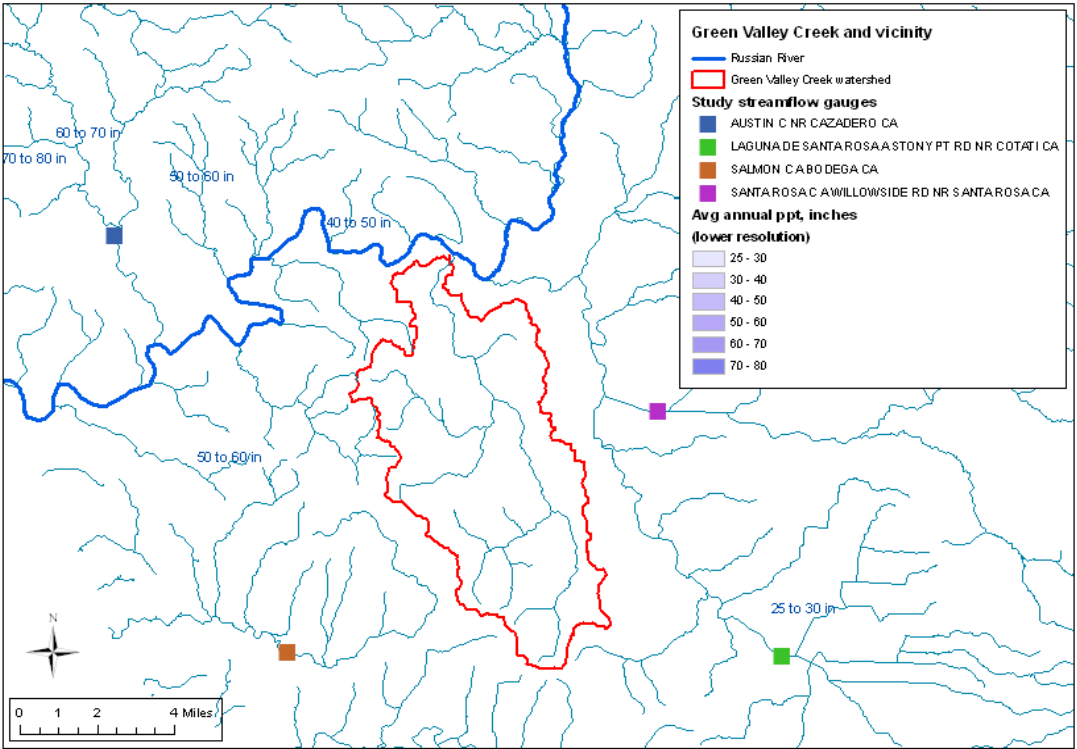 Green Valley Creek and vicinity
Russian River
Green Valley Creek watershed
Study streamflow gauges
AUSTIN C NR CAZADERO CA
LAGUNA DE SANTA ROSA A STONY PT RD NR COTATI CA
SALMON C A BODEGA CA
SANTA ROSA C A WILLOWSIDE RD NR SANTA ROSA CA
Avg annual ppt, inches
(lower resolution)
25 - 30
30 - 40
40 - 50
50 - 60
60 - 70
70 - 80
60 to 70 in
70 to 80 in
50 to 60 in
40 to 50 in
50 to 60 in
25 to 30 in
N
0 1 2 4 Miles